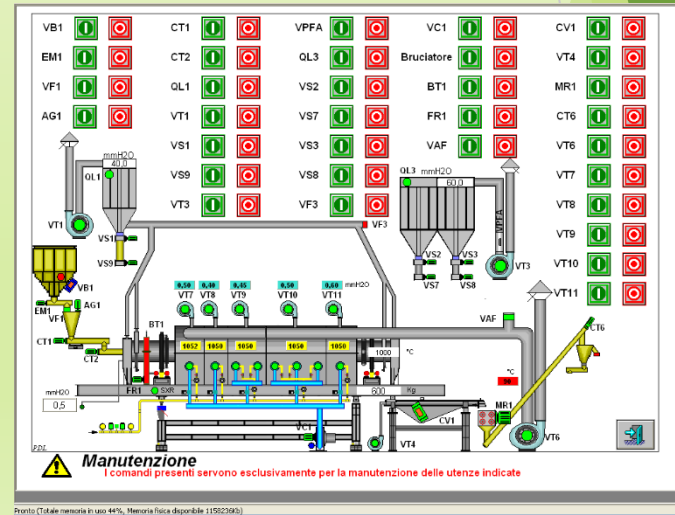 VB1 CT1 VPFA VC1 CV1
EM1 CT2 QL3 Bruciatore VT4
VF1 QL1 VS2 BT1 MR1
AG1 VT1 VS7 FR1 CT6
VS1 VS3 VAF VT6
VS9 VS8 VT7
VT3 VF3 VT8
VT9
VT10
VT11
mmH2O
40,0
QL1
VT1
VS1
VS9
VF3
QL3 mmH2O
60,0
VPFA
VT3
VS2 VS3
VS7 VS8
VB1
EM1
AG1
VF1
CT1
CT2
BT1
0,50 0,40 0,45 0,50 0,60 mmH2O
VT7 VT8 VT9 VT10 VT11
1052 1050 1050 1050 1050
1000 °C
VAF
CT6
°C
MR1
mmH2O
0,5
FR1 SXR
600 Kg
CV1
VC1
VT4
VT6
PDL
Manutenzione
I comandi presenti servono esclusivamente per la manutenzione delle utenze indicate
Pronto (Totale memoria in uso 44%, Memoria fisica disponibile 1158236Kb)